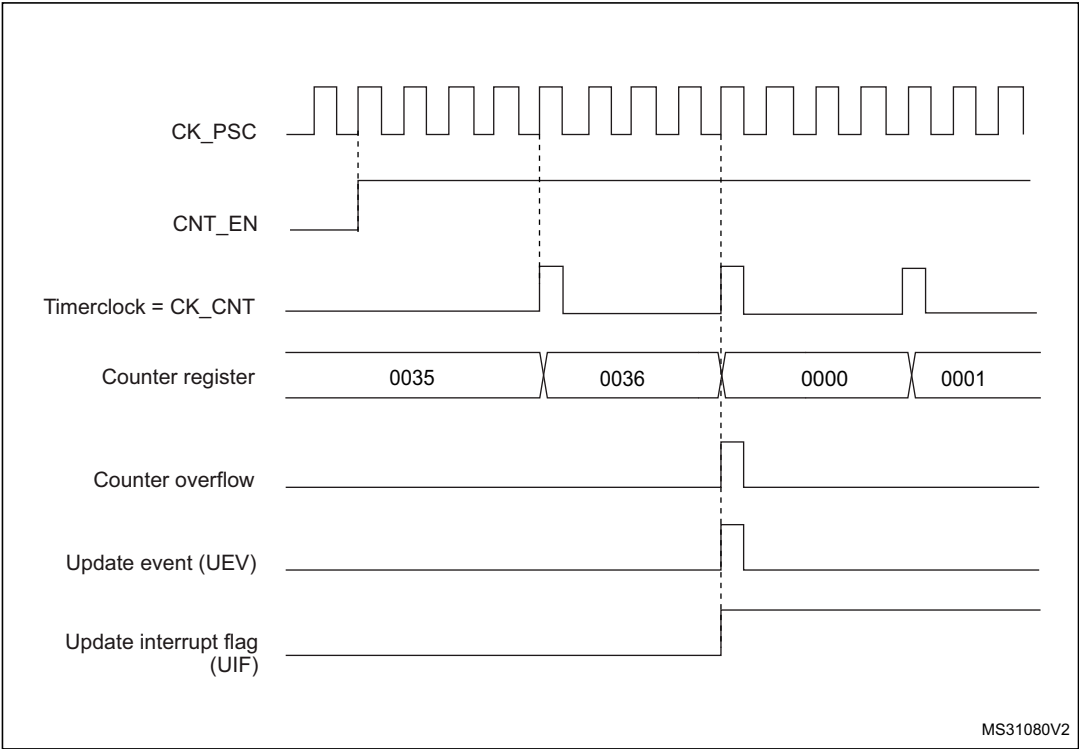 CK_PSC
CNT_EN
Timerclock = CK_CNT
Counter register
0035 0036 0000 0001
Counter overflow
Update event (UEV)
Update interrupt flag
(UIF)
MS31080V2